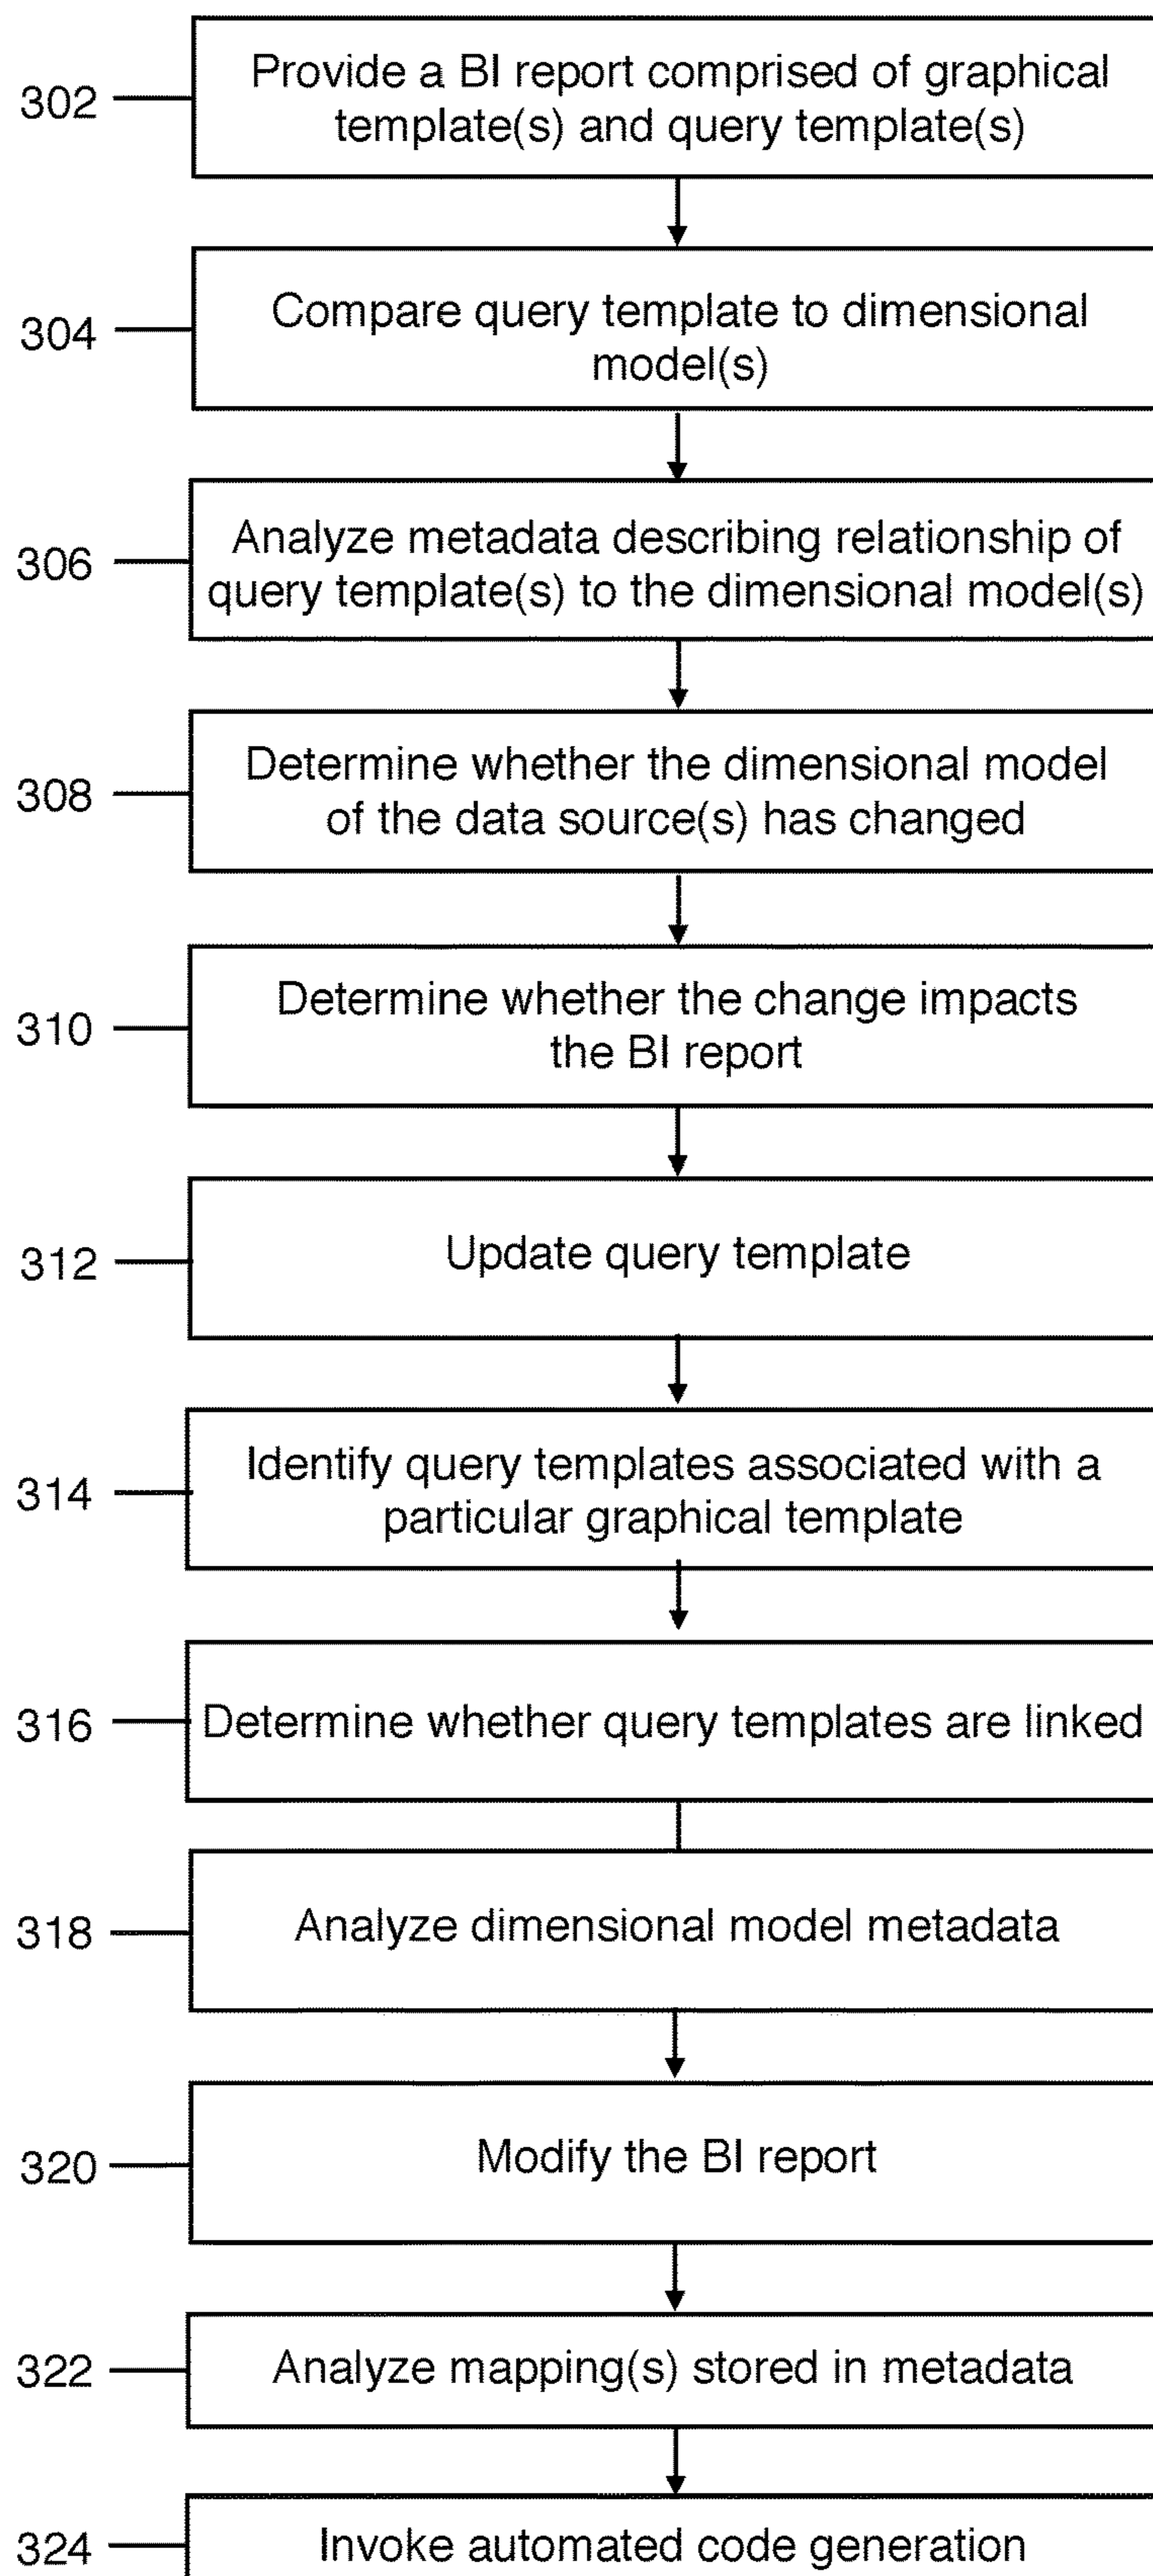 302
Provide a BI report comprised of graphical
template(s) and query template(s)
304
Compare query template to dimensional
model(s)
306
Analyze metadata describing relationship of
query template(s) to the dimensional model(s)
308
Determine whether the dimensional model
of the data source(s) has changed
310
Determine whether the change impacts
the BI report
312
Update query template
314
Identify query templates associated with a
particular graphical template
316
Determine whether query templates are linked
318
Analyze dimensional model metadata
320
Modify the BI report
322
Analyze mapping(s) stored in metadata
324
Invoke automated code generation